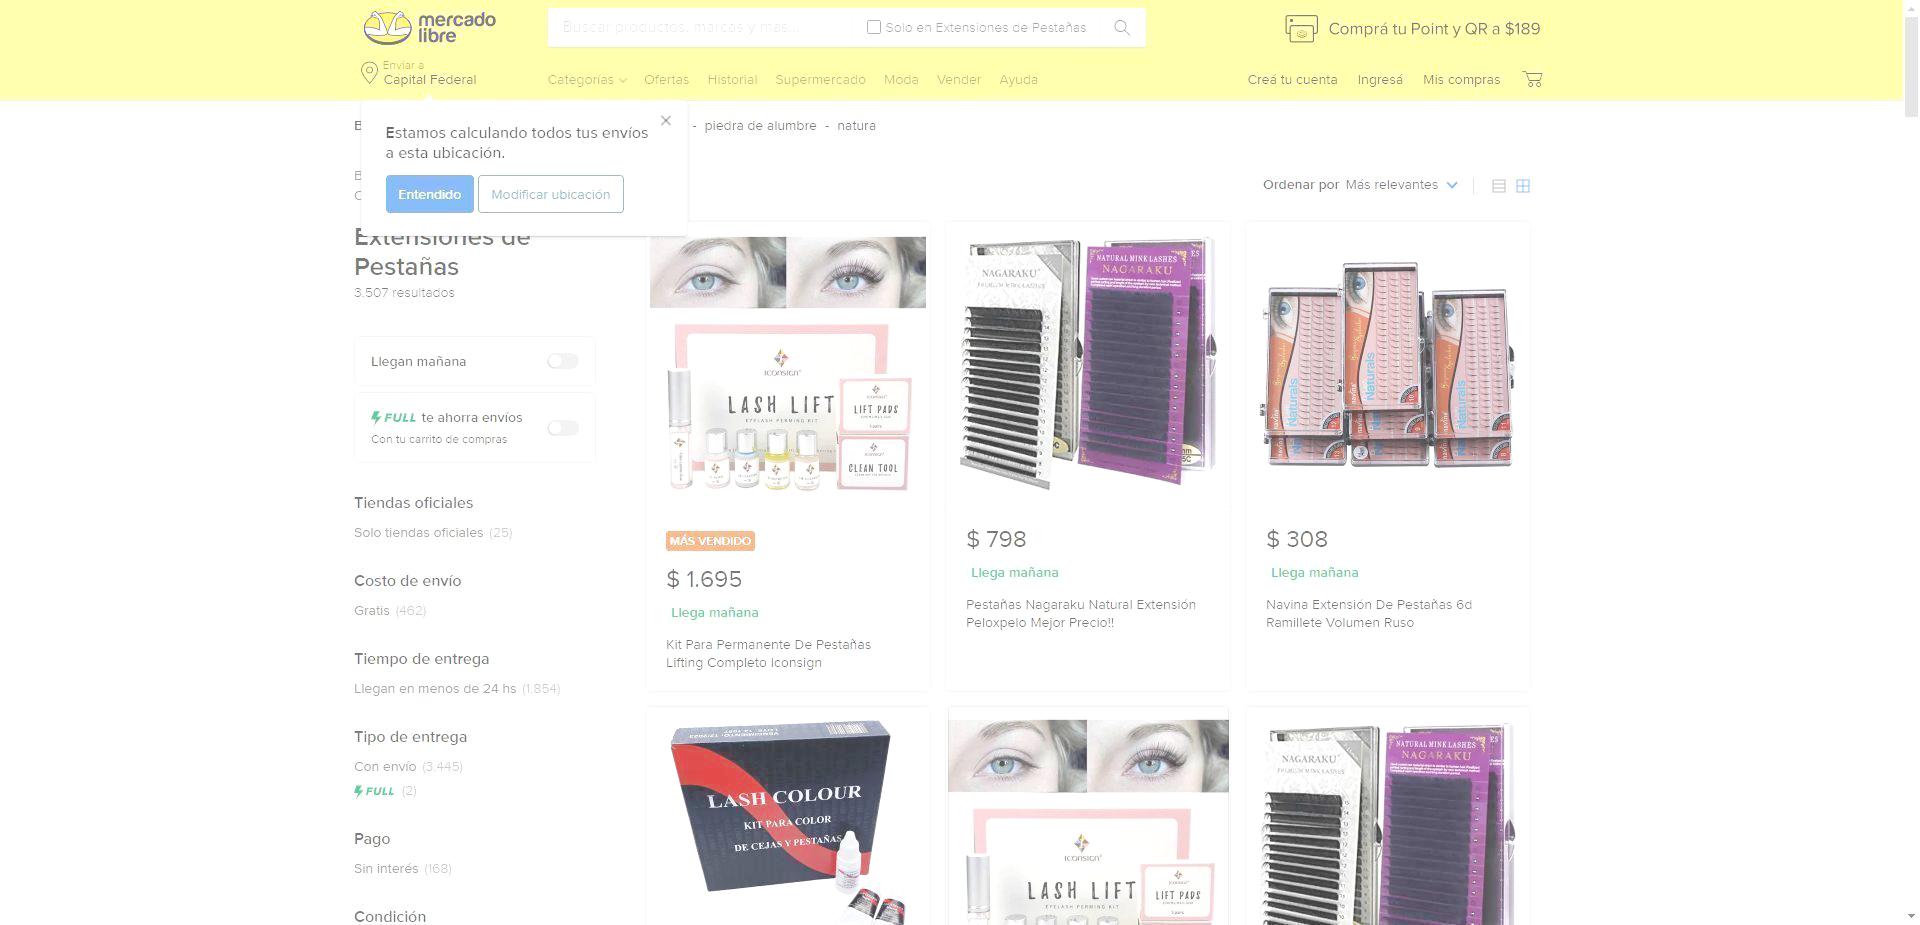 mercado
libre
Buscar productos, marcas y más...
Solo en Extensiones de Pestañas
Comprá tu Point y QR a $189
Enviar a
Capital Federal
Categorías
Ofertas
Historial
Supermercado
Moda
Vender
Ayuda
Creá tu cuenta
Ingresá
Mis compras
Estamos calculando todos tus envíos
a esta ubicación.
Entendido
Modificar ubicación
- piedra de alumbre - natura
Ordenar por Más relevantes
Extensiones de
Pestañas
3.507 resultados
Llegan mañana
FULL te ahorra envíos
Con tu carrito de compras
Tiendas oficiales
Solo tiendas oficiales (25)
Costo de envío
Gratis (462)
Tiempo de entrega
Llegan en menos de 24 hs (1.854)
Tipo de entrega
Con envío (3.445)
FULL (2)
Pago
Sin interés (168)
Condición
ICONSIGN
LASH LIFT
EYELASH PERMING KIT
LIFT PADS
CLEAN TOOL
MÁS VENDIDO
$ 1.695
Llega mañana
Kit Para Permanente De Pestañas
Lifting Completo Iconsign
NAGARAKU
PREMIUM MINK LASHES
NATURAL MINK LASHES
NAGARAKU
$ 798
Llega mañana
Pestañas Nagaraku Natural Extensión
Peloxpelo Mejor Precio!!
Naturals
Naturals
Naturals
$ 308
Llega mañana
Navina Extensión De Pestañas 6d
Ramillete Volumen Ruso
LASH COLOUR
KIT PARA COLOR
DE CEJAS Y PESTAÑAS
ICONSIGN
LASH LIFT
EYELASH PERMING KIT
LIFT PADS
NAGARAKU
PREMIUM MINK LASHES
NATURAL MINK LASHES
NAGARAKU